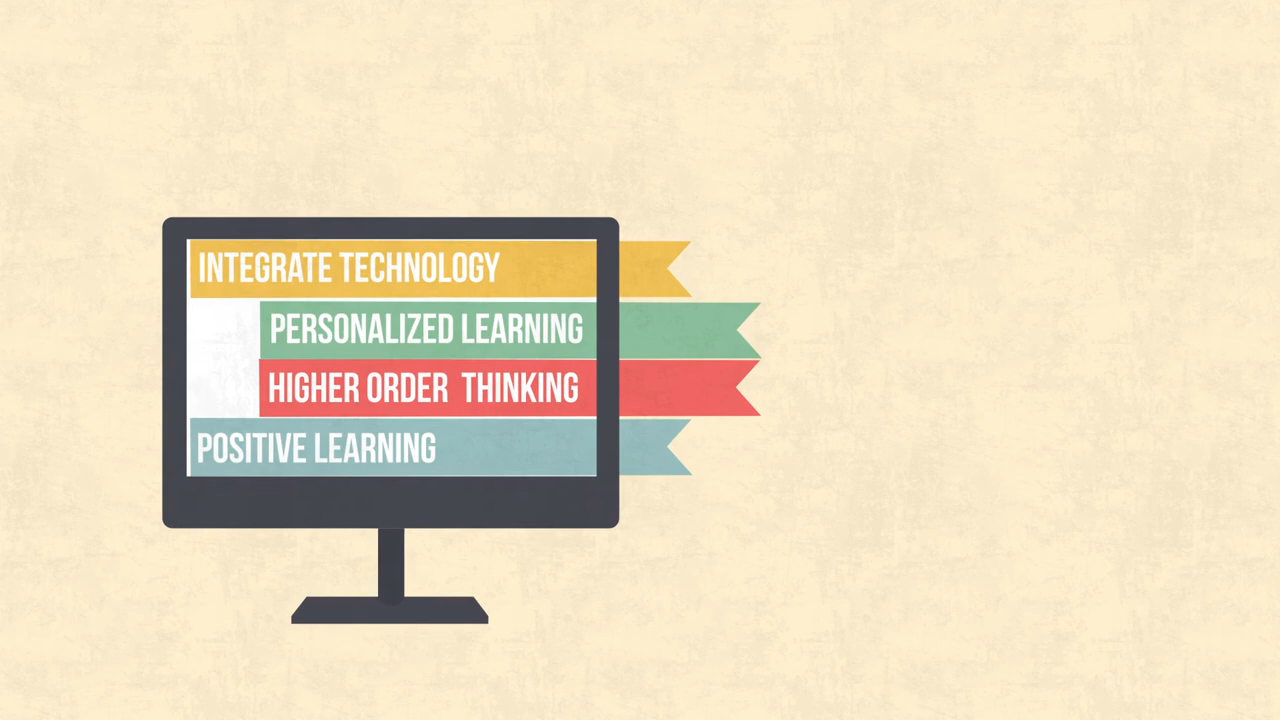 INTEGRATE TECHNOLOGY
PERSONALIZED LEARNING
HIGHER ORDER THINKING
POSITIVE LEARNING